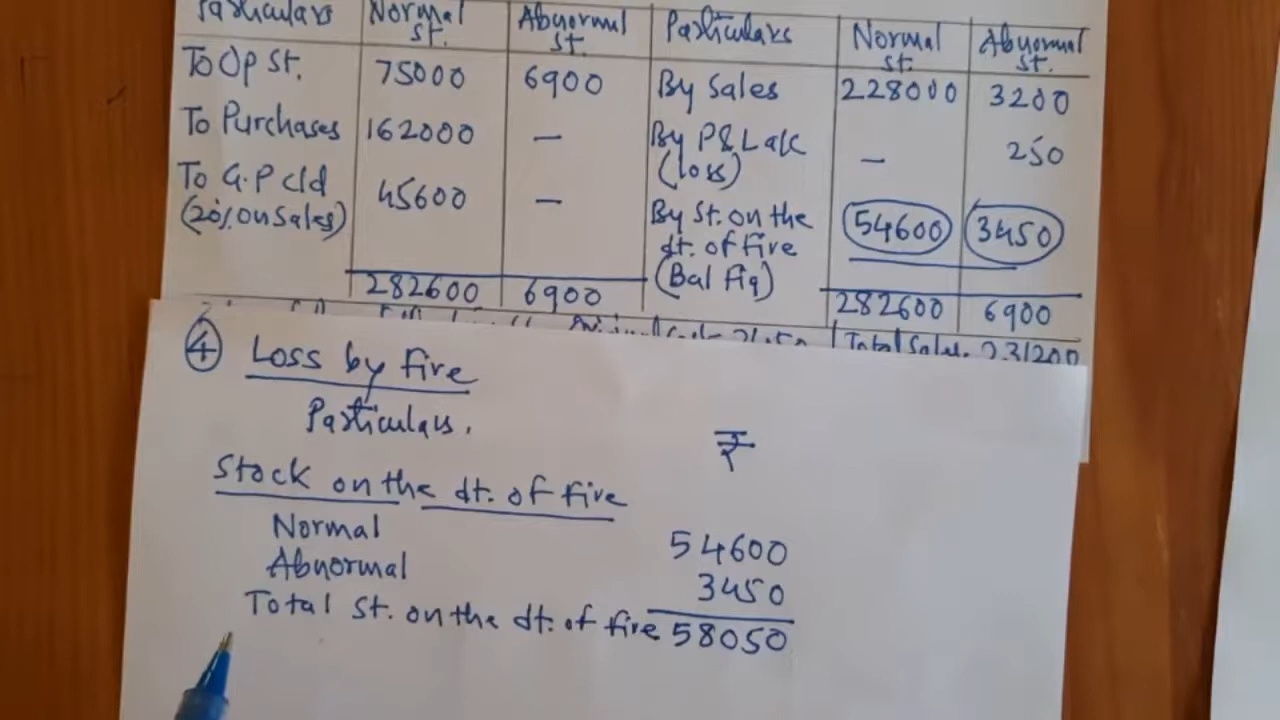 Particulars Normal st. Abnormal st. Particulars Normal st. Abnormal st.
To Op st. 75000 6900 By Sales 228000 3200
To Purchases 162000 — By P&L a/c (loss) — 250
To G.P c/d (20% on Sales) 45600 — By St. on the dt. of fire (Bal Fig) 54600 3450
282600 6900 282600 6900
Total Sales. 231200
④ Loss by fire
Particulars.
₹
Stock on the dt. of fire
Normal 54600
Abnormal 3450
Total St. on the dt. of fire 58050